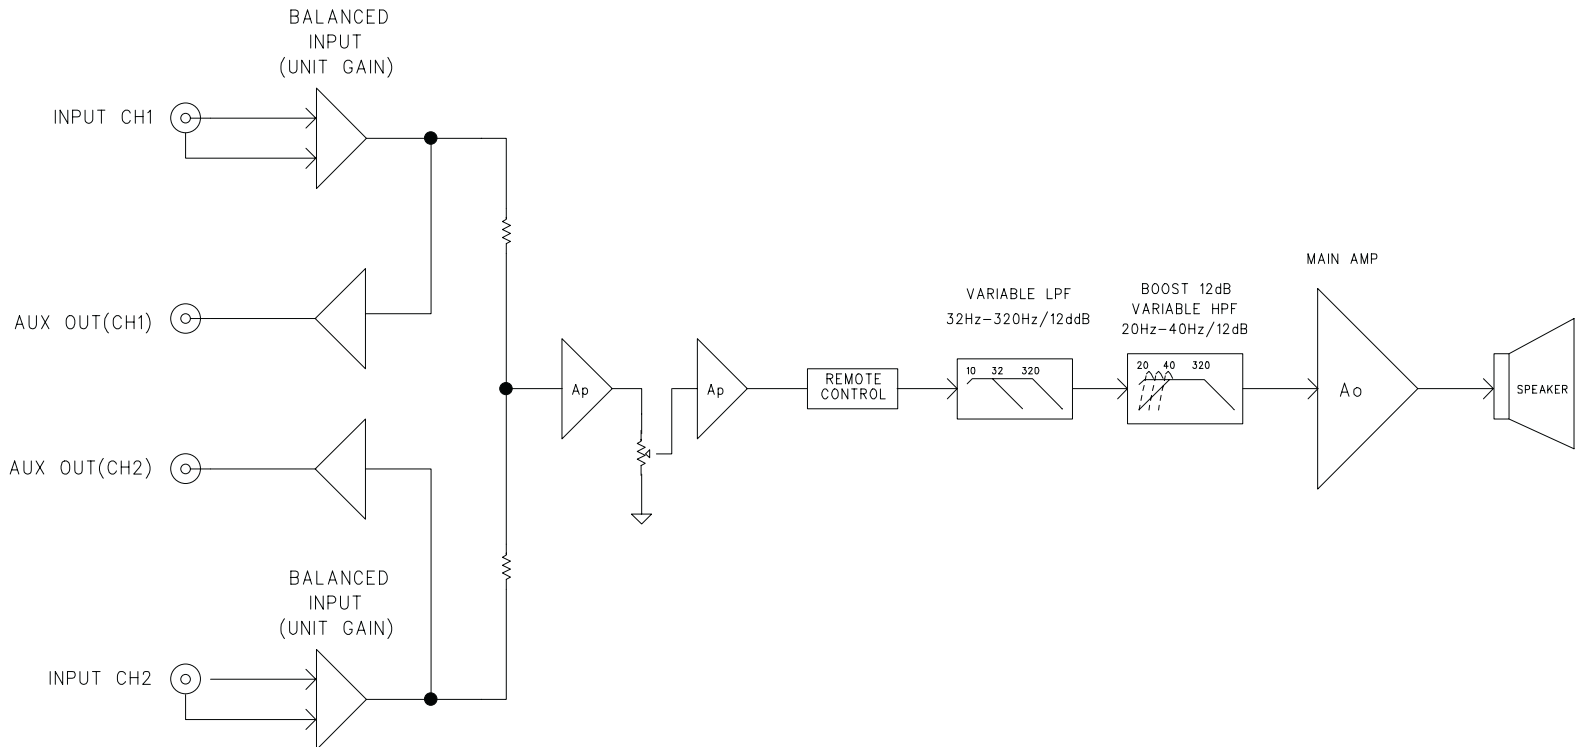 BALANCED
INPUT
(UNIT GAIN)
INPUT CH1
AUX OUT(CH1)
AUX OUT(CH2)
BALANCED
INPUT
(UNIT GAIN)
INPUT CH2
Ap
Ap
REMOTE
CONTROL
VARIABLE LPF
32Hz-320Hz/12ddB
10 32 320
BOOST 12dB
VARIABLE HPF
20Hz-40Hz/12dB
20 40 320
MAIN AMP
Ao
SPEAKER